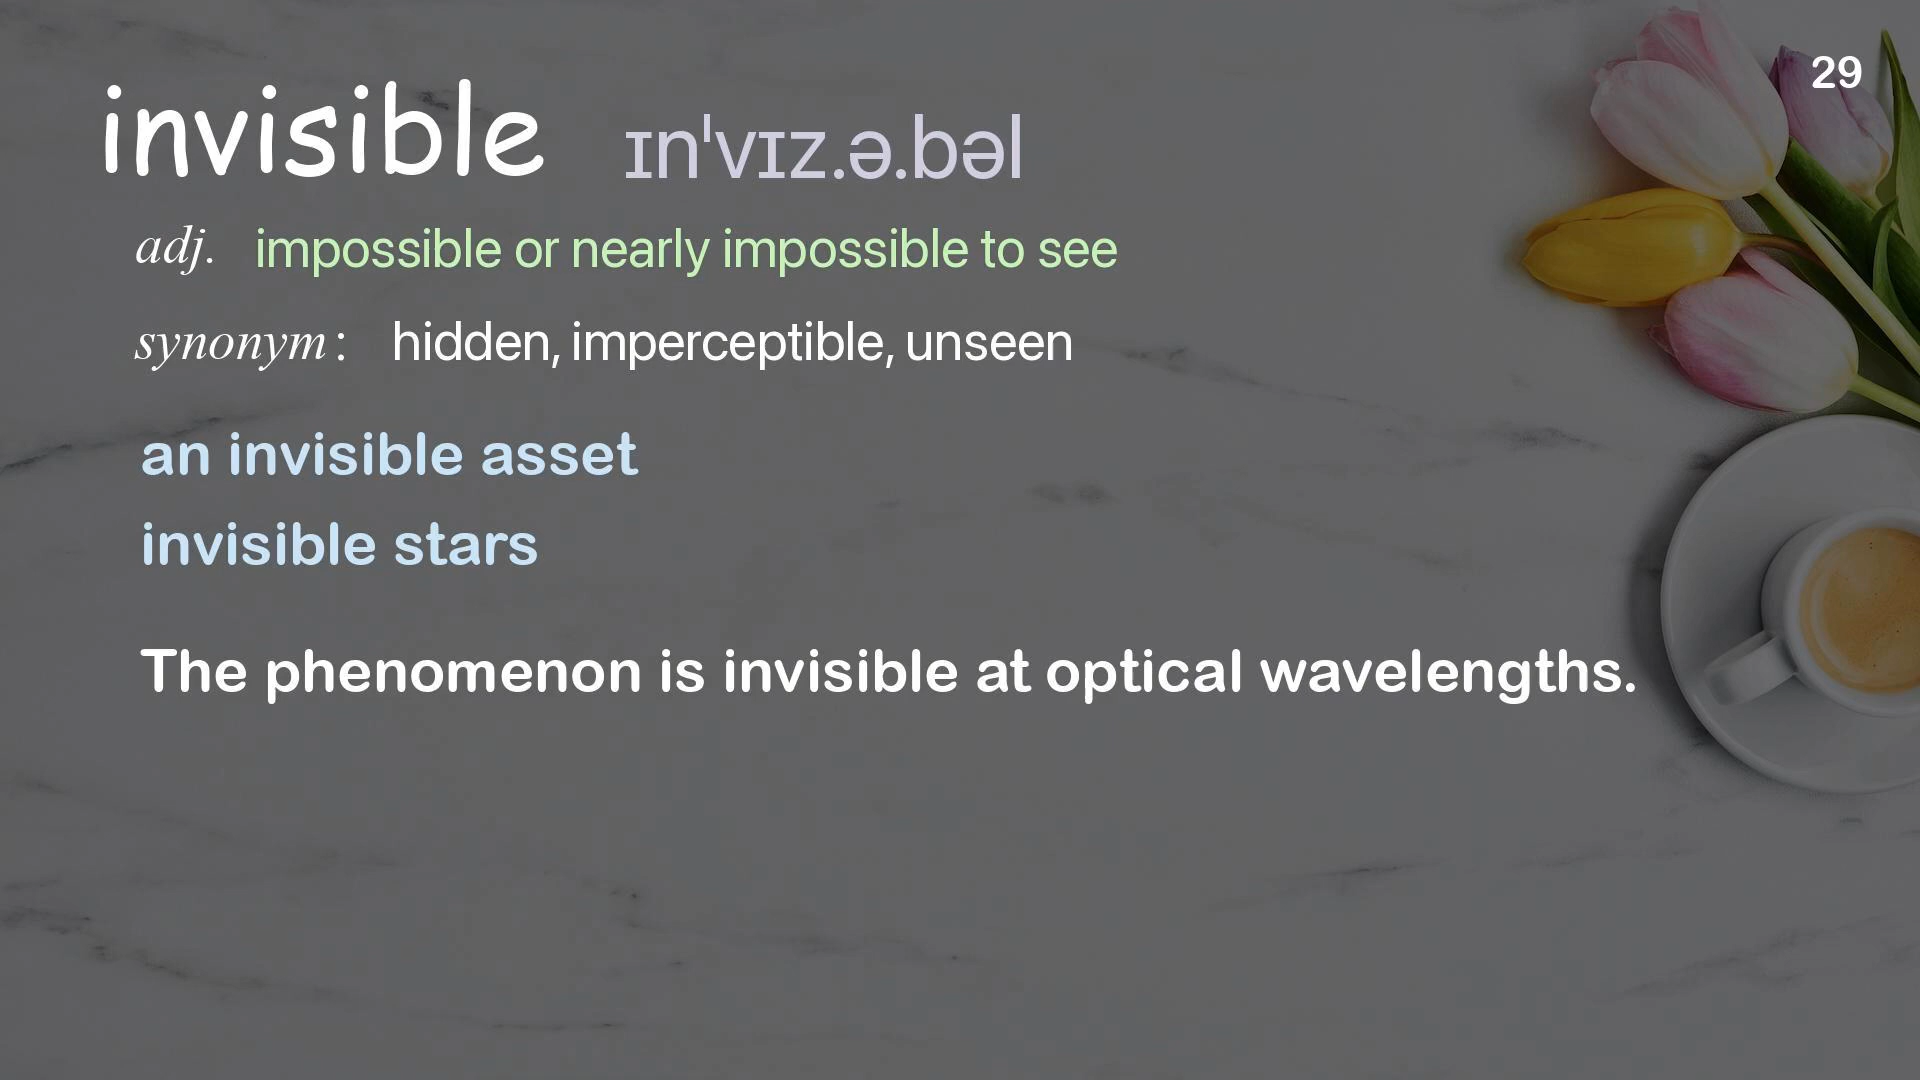 29
invisible ɪnˈvɪz.ə.bəl
adj. impossible or nearly impossible to see
synonym: hidden, imperceptible, unseen
an invisible asset
invisible stars
The phenomenon is invisible at optical wavelengths.